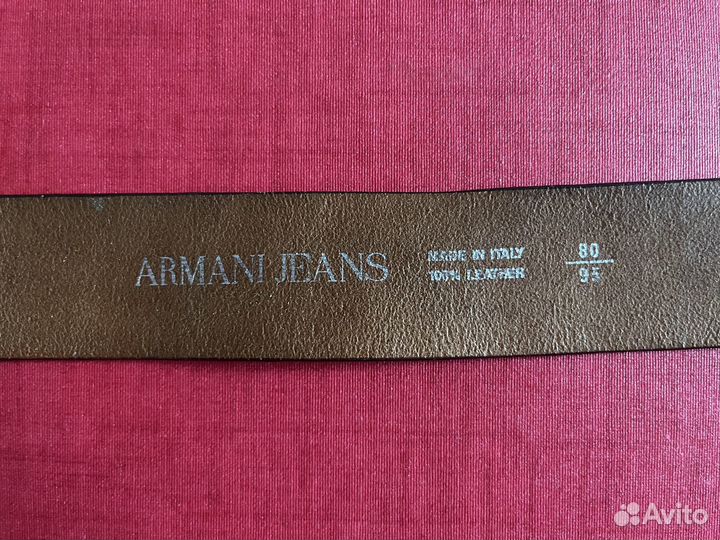 ARMANI JEANS
MADE IN ITALY
100% LEATHER
80
95
Avito